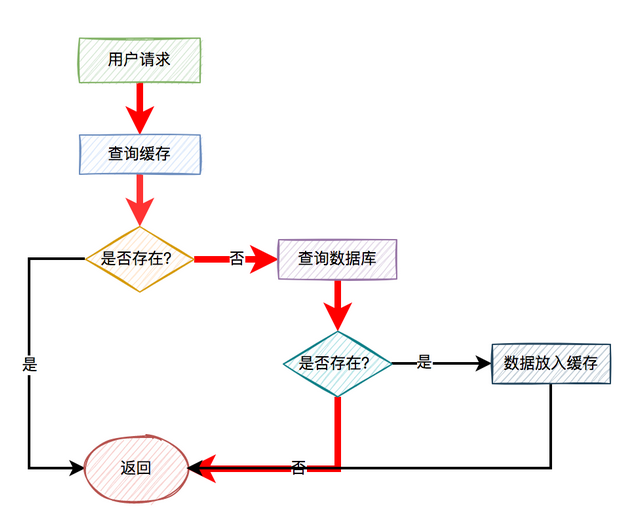 用户请求
查询缓存
是否存在?
否
查询数据库
是
是否存在?
是
数据放入缓存
返回
否